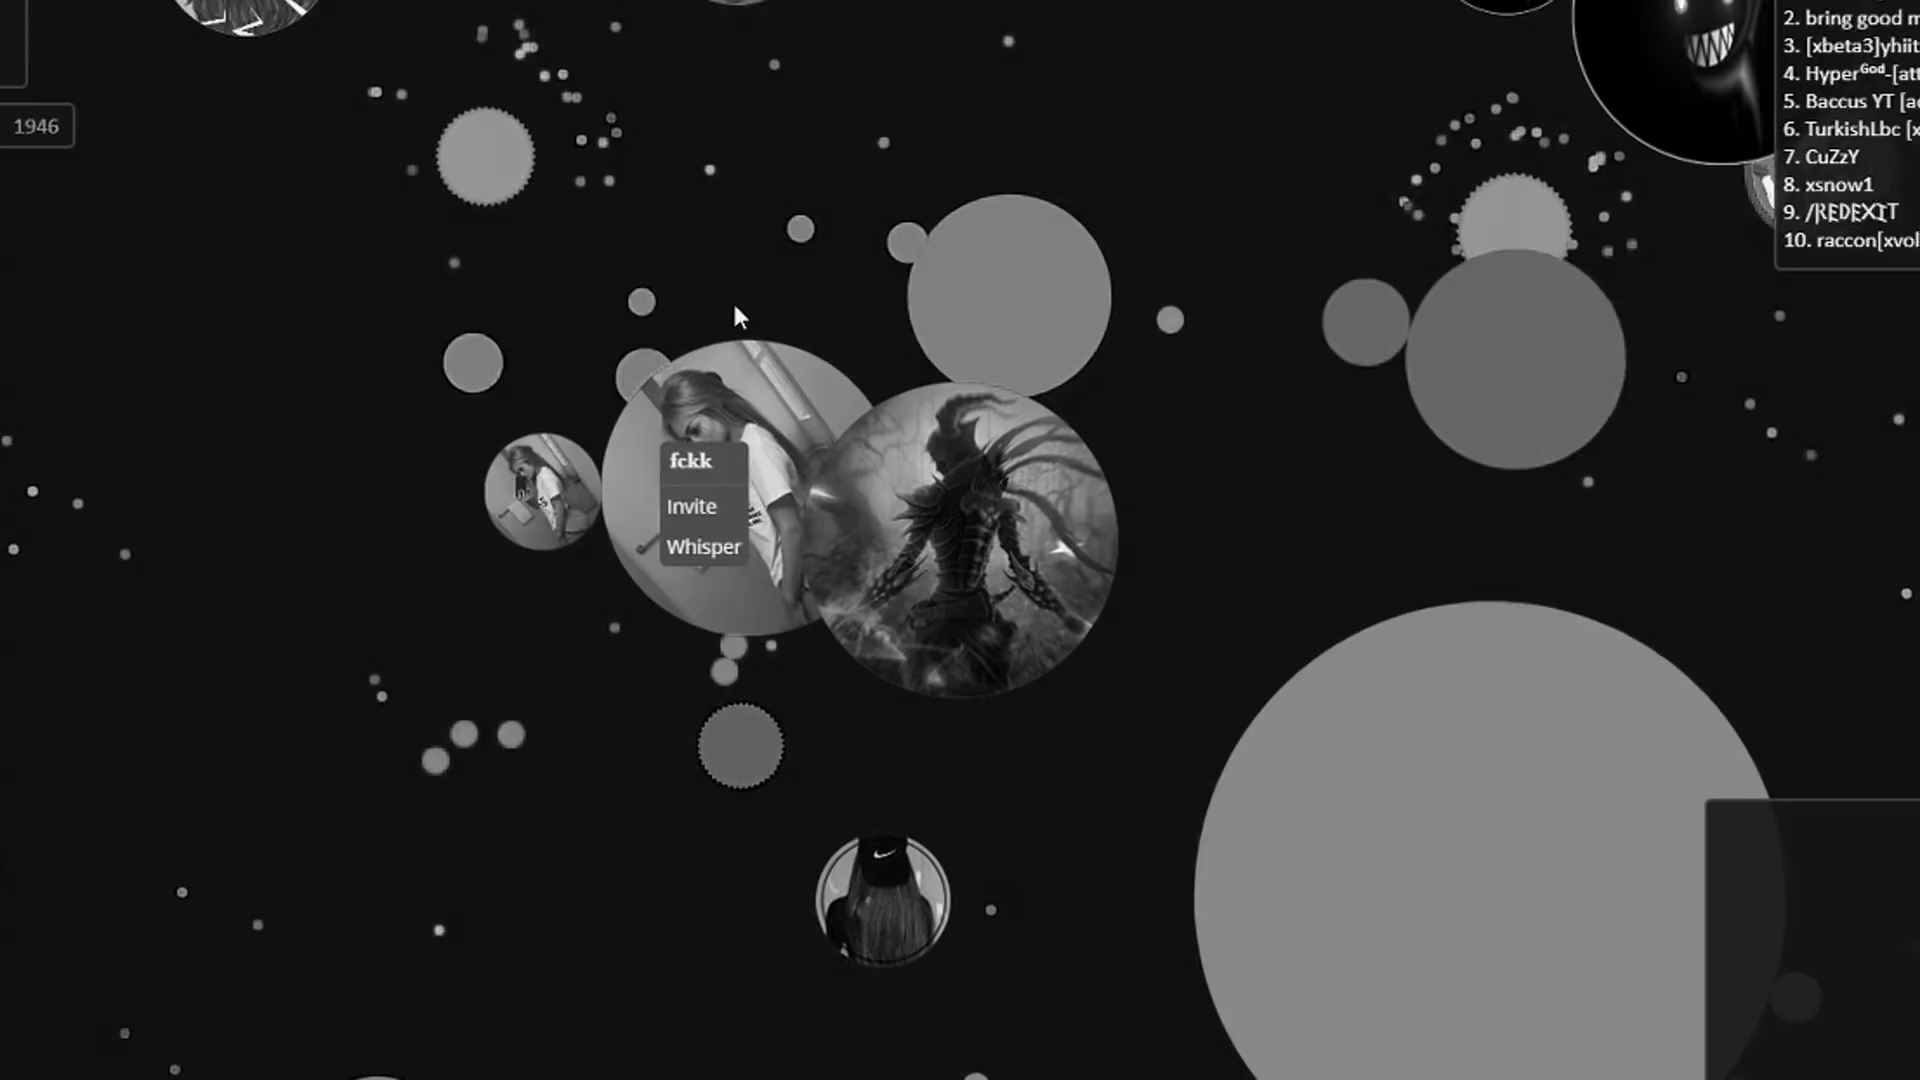 1946
2. bring good m
3. [xbeta3]yhiit
4. Hyperᴳᵒᵈ-[att
5. Baccus YT [ac
6. TurkishLbc [x
7. CuZzY
8. xsnow1
9. /REDEXIT
10. raccon[xvol
fckk
Invite
Whisper